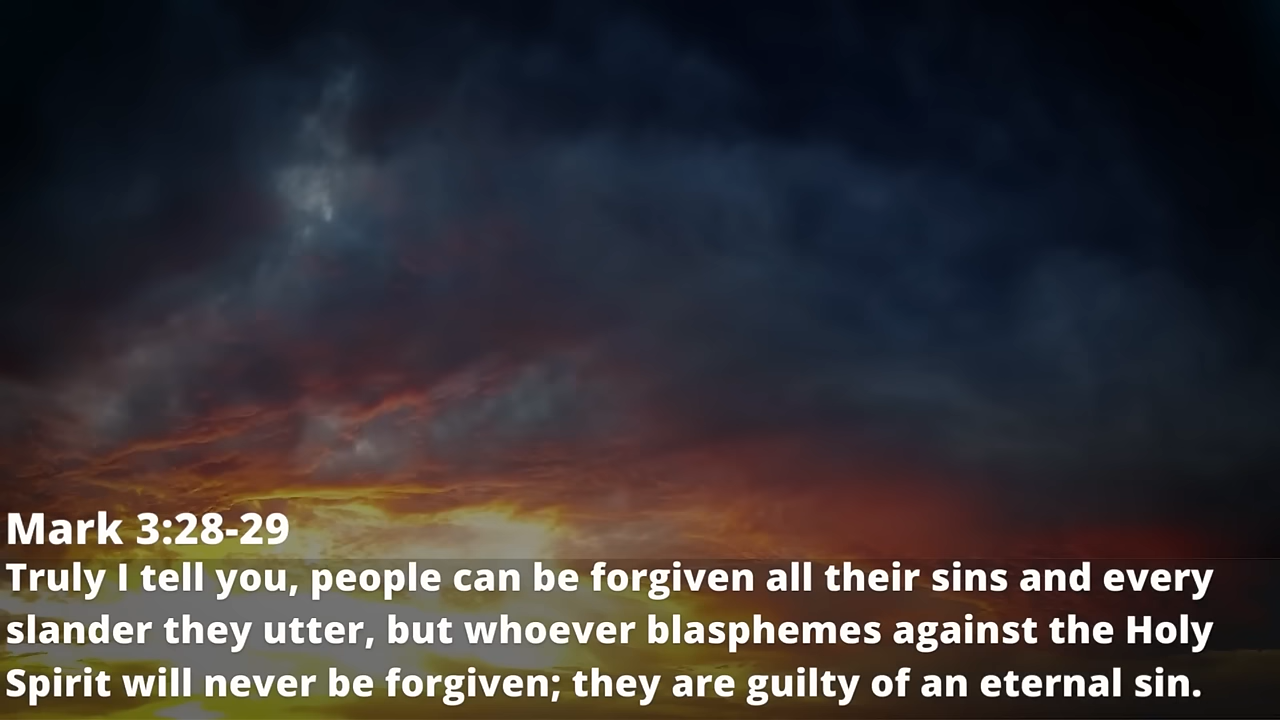 Mark 3:28-29
Truly I tell you, people can be forgiven all their sins and every
slander they utter, but whoever blasphemes against the Holy
Spirit will never be forgiven; they are guilty of an eternal sin.